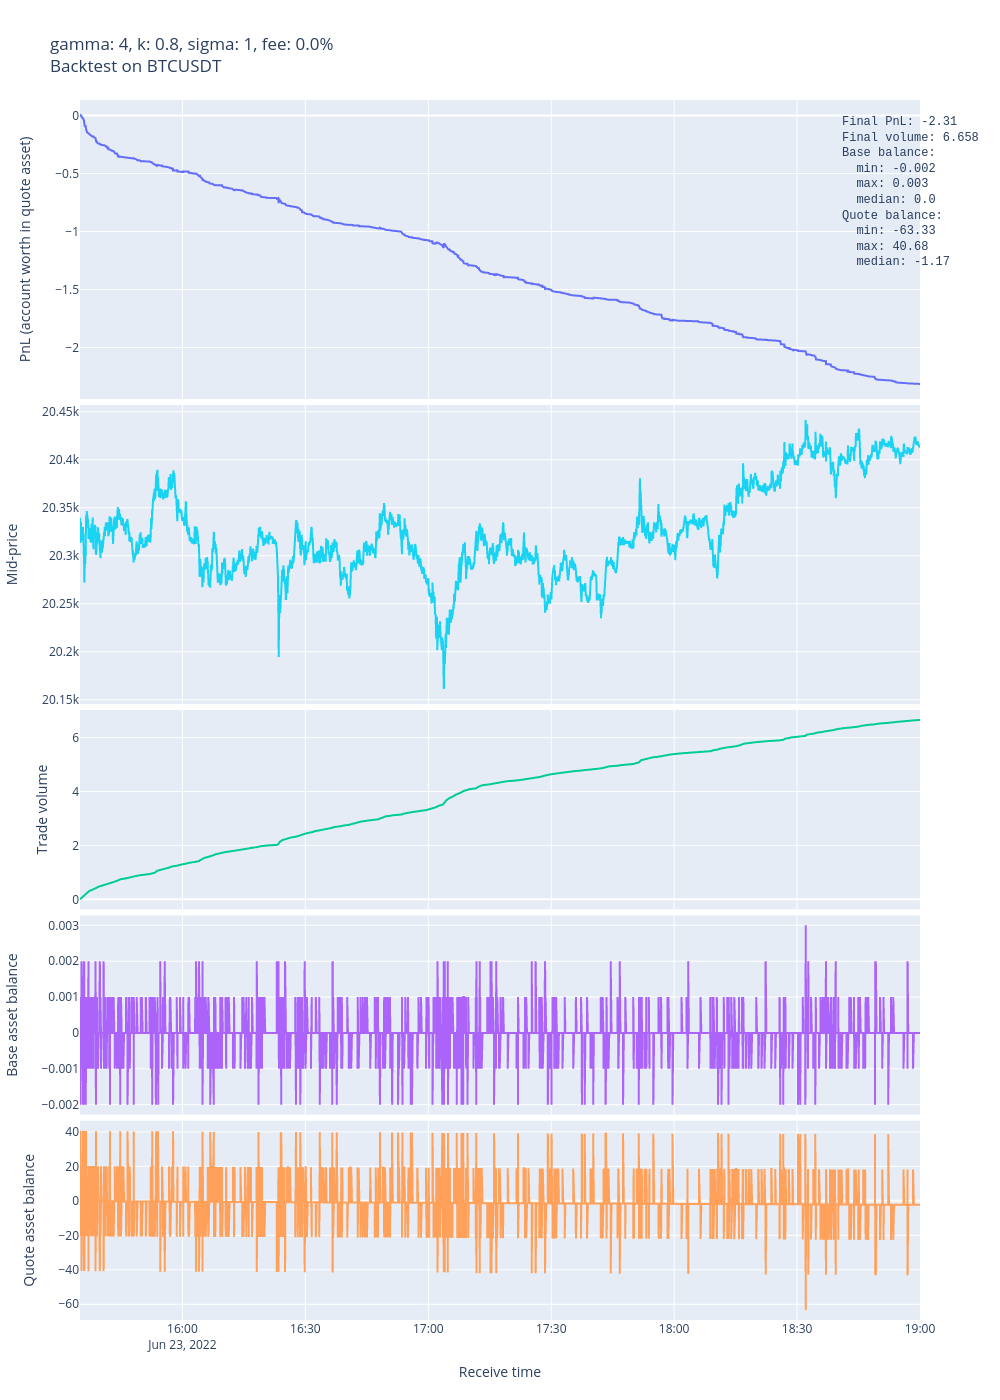 gamma: 4, k: 0.8, sigma: 1, fee: 0.0%
Backtest on BTCUSDT
PnL (account worth in quote asset)
0
−0.5
−1
−1.5
−2
Final PnL: -2.31
Final volume: 6.658
Base balance:
min: -0.002
max: 0.003
median: 0.0
Quote balance:
min: -63.33
max: 40.68
median: -1.17
Mid-price
20.45k
20.4k
20.35k
20.3k
20.25k
20.2k
20.15k
Trade volume
6
4
2
0
Base asset balance
0.003
0.002
0.001
0
−0.001
−0.002
Quote asset balance
40
20
0
−20
−40
−60
16:00 16:30 17:00 17:30 18:00 18:30 19:00
Jun 23, 2022
Receive time